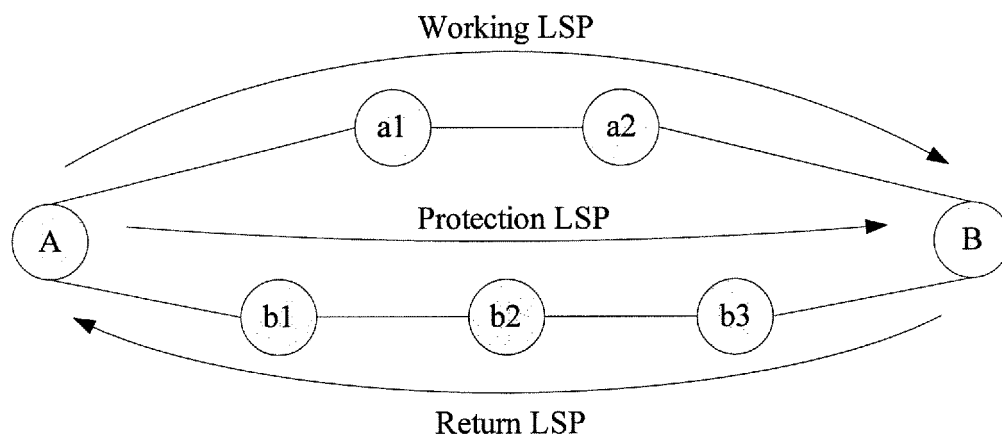 Working LSP
a1
a2
Protection LSP
A
B
b1
b2
b3
Return LSP